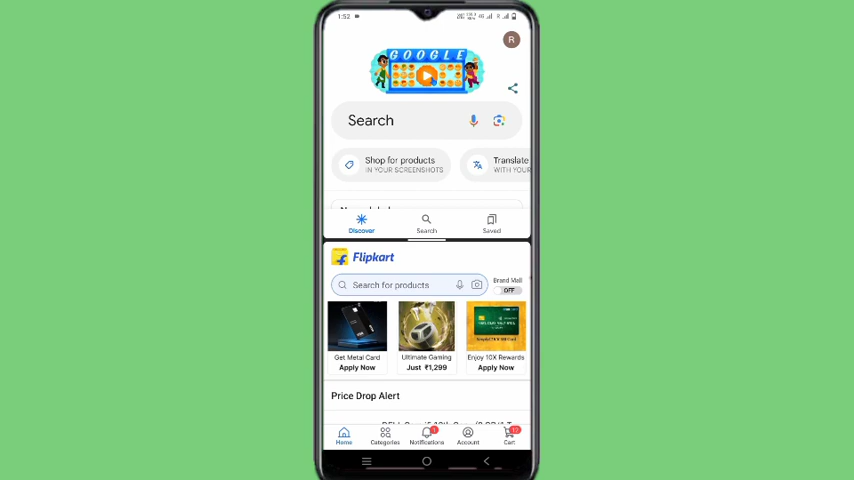 1:52
R
GOOGLE
Search
Shop for products
IN YOUR SCREENSHOTS
Translate
WITH YOUR
Discover
Search
Saved
Flipkart
Search for products
Brand Mall
OFF
Get Metal Card
Apply Now
Ultimate Gaming
Just ₹1,299
Enjoy 10X Rewards
Apply Now
Price Drop Alert
Home
Categories
Notifications
Account
Cart